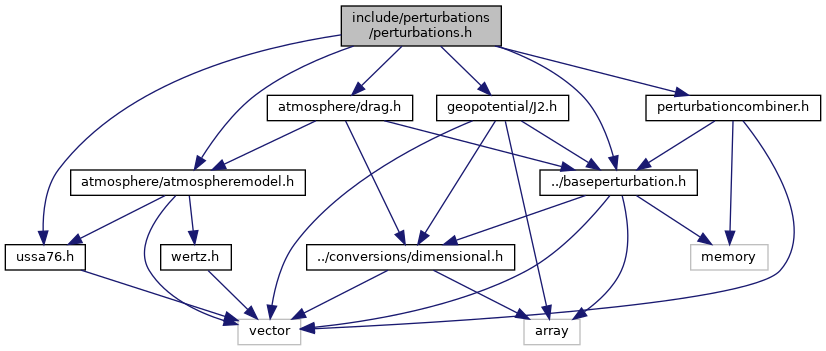 include/perturbations
/perturbations.h
atmosphere/drag.h
geopotential/J2.h
perturbationcombiner.h
atmosphere/atmospheremodel.h
../baseperturbation.h
ussa76.h
wertz.h
../conversions/dimensional.h
memory
vector
array